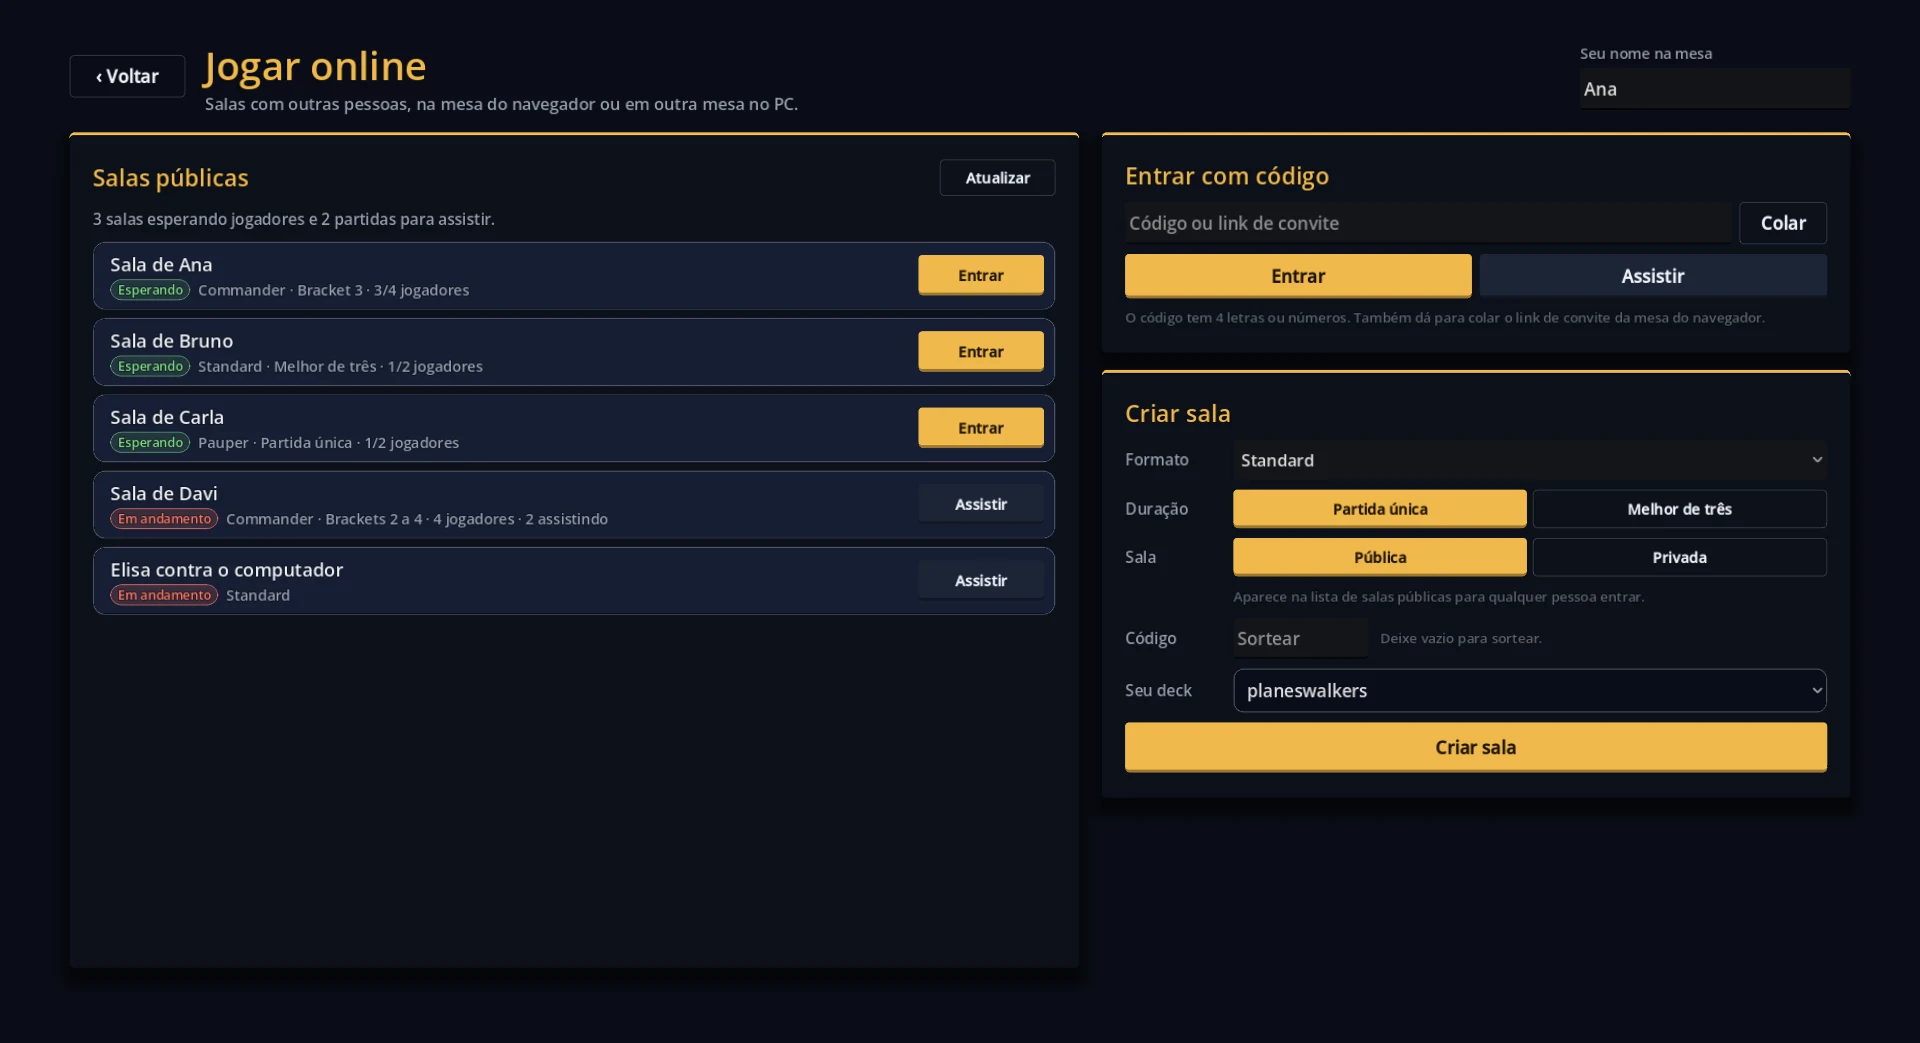 ‹ Voltar
Jogar online
Salas com outras pessoas, na mesa do navegador ou em outra mesa no PC.
Seu nome na mesa
Ana
Salas públicas
Atualizar
3 salas esperando jogadores e 2 partidas para assistir.
Sala de Ana
Esperando Commander · Bracket 3 · 3/4 jogadores
Entrar
Sala de Bruno
Esperando Standard · Melhor de três · 1/2 jogadores
Entrar
Sala de Carla
Esperando Pauper · Partida única · 1/2 jogadores
Entrar
Sala de Davi
Em andamento Commander · Brackets 2 a 4 · 4 jogadores · 2 assistindo
Assistir
Elisa contra o computador
Em andamento Standard
Assistir
Entrar com código
Código ou link de convite
Colar
Entrar
Assistir
O código tem 4 letras ou números. Também dá para colar o link de convite da mesa do navegador.
Criar sala
Formato Standard
Duração Partida única Melhor de três
Sala Pública Privada
Aparece na lista de salas públicas para qualquer pessoa entrar.
Código Sortear Deixe vazio para sortear.
Seu deck planeswalkers
Criar sala